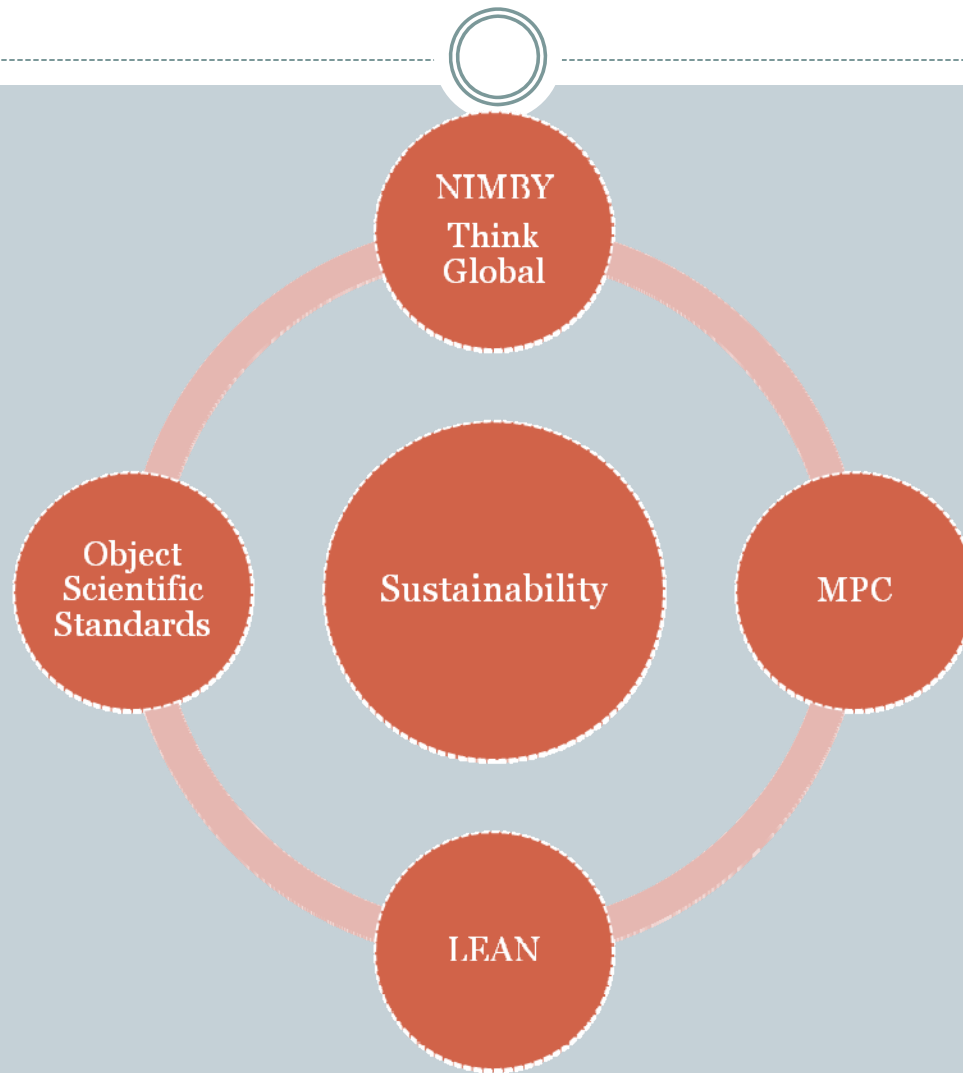 NIMBY
Think
Global
Object
Scientific
Standards
Sustainability
MPC
LEAN